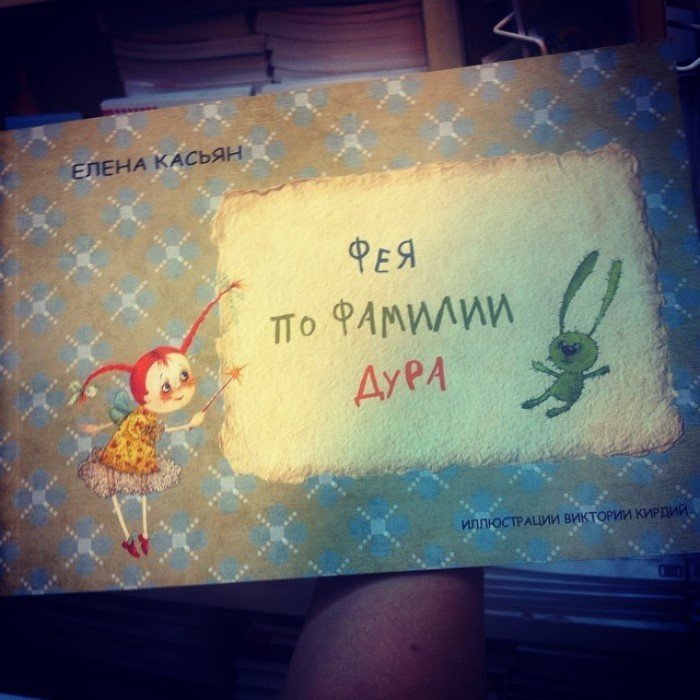 ЕЛЕНА КАСЬЯН
ФЕЯ
ПО ФАМИЛИИ
ДУРА
ИЛЛЮСТРАЦИИ ВИКТОРИИ КИРДИЙ